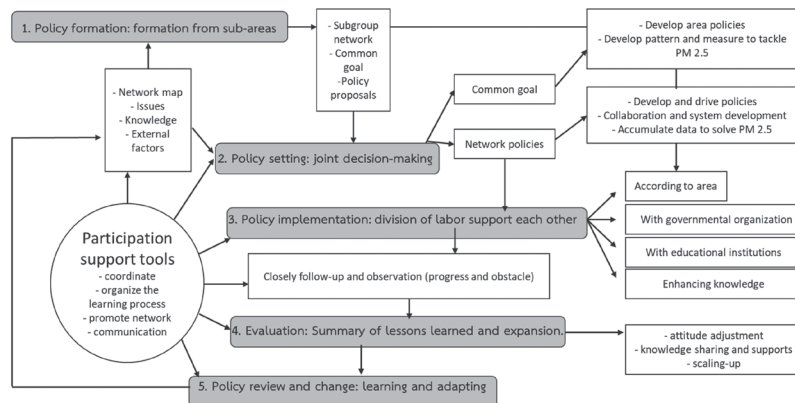 1. Policy formation: formation from sub-areas
- Subgroup
network
- Common
goal
- Policy
proposals
- Develop area policies
- Develop pattern and measure to tackle
PM 2.5
- Network map
- Issues
- Knowledge
- External
factors
Common goal
- Develop and drive policies
- Collaboration and system development
- Accumulate data to solve PM 2.5
2. Policy setting: joint decision-making
Network policies
According to area
3. Policy implementation: division of labor support each other
With governmental organization
With educational institutions
Enhancing knowledge
Participation
support tools
- coordinate
- organize the
learning process
- promote network
- communication
Closely follow-up and observation (progress and obstacle)
4. Evaluation: Summary of lessons learned and expansion.
- attitude adjustment
- knowledge sharing and supports
- scaling-up
5. Policy review and change: learning and adapting